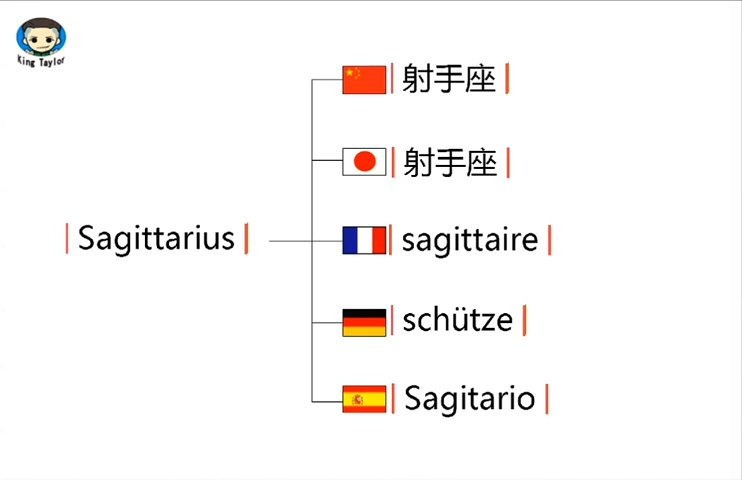 King Taylor
射手座
射手座
Sagittarius
sagittaire
schütze
Sagitario